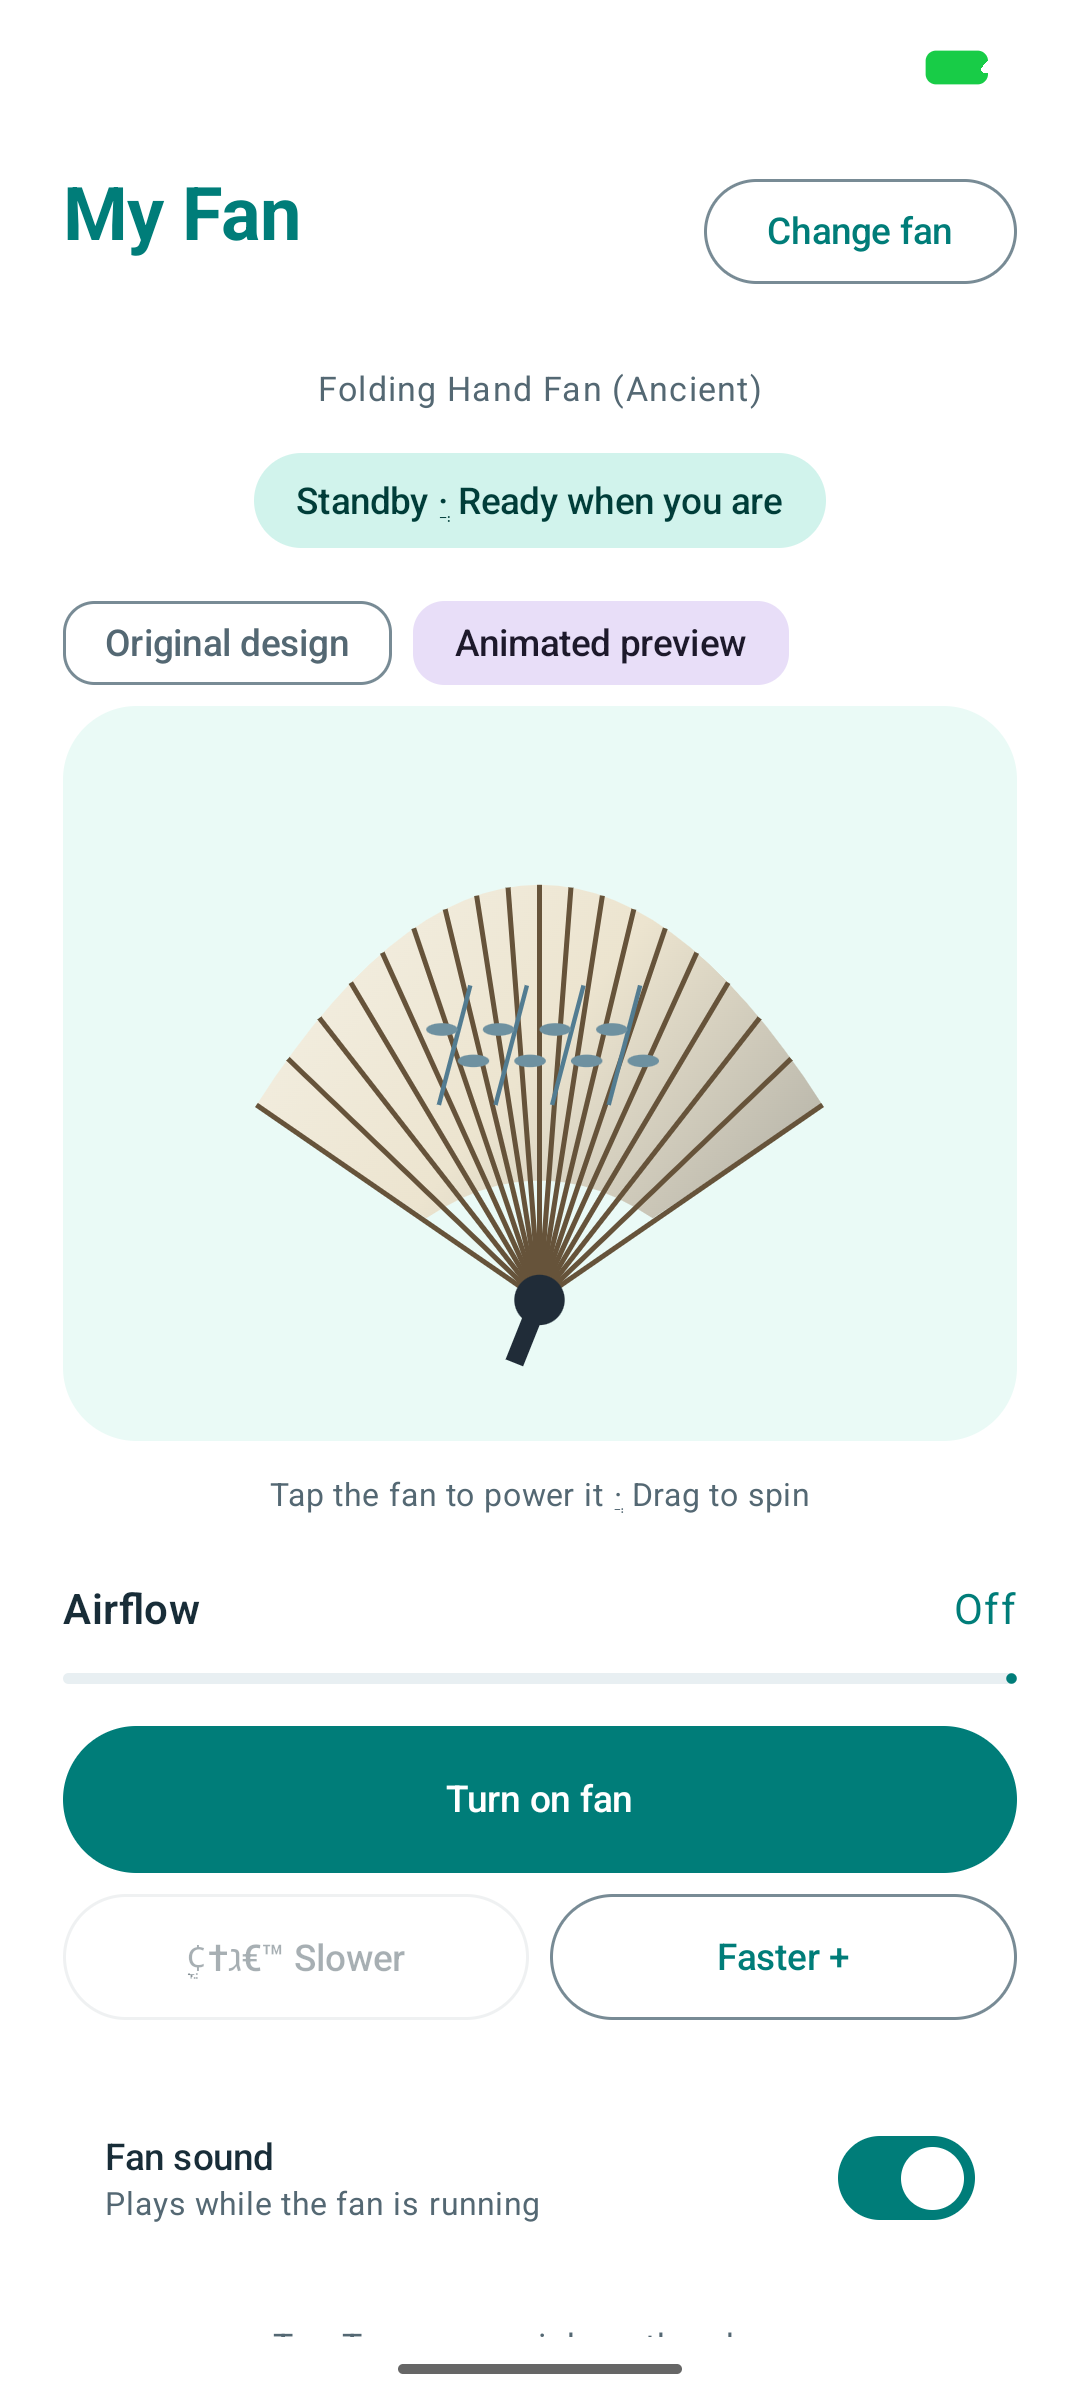 My Fan
Change fan
Folding Hand Fan (Ancient)
Standby Ready when you are
Original design
Animated preview
Tap the fan to power it Drag to spin
Airflow
Off
Turn on fan
Slower
Faster +
Fan sound
Plays while the fan is running